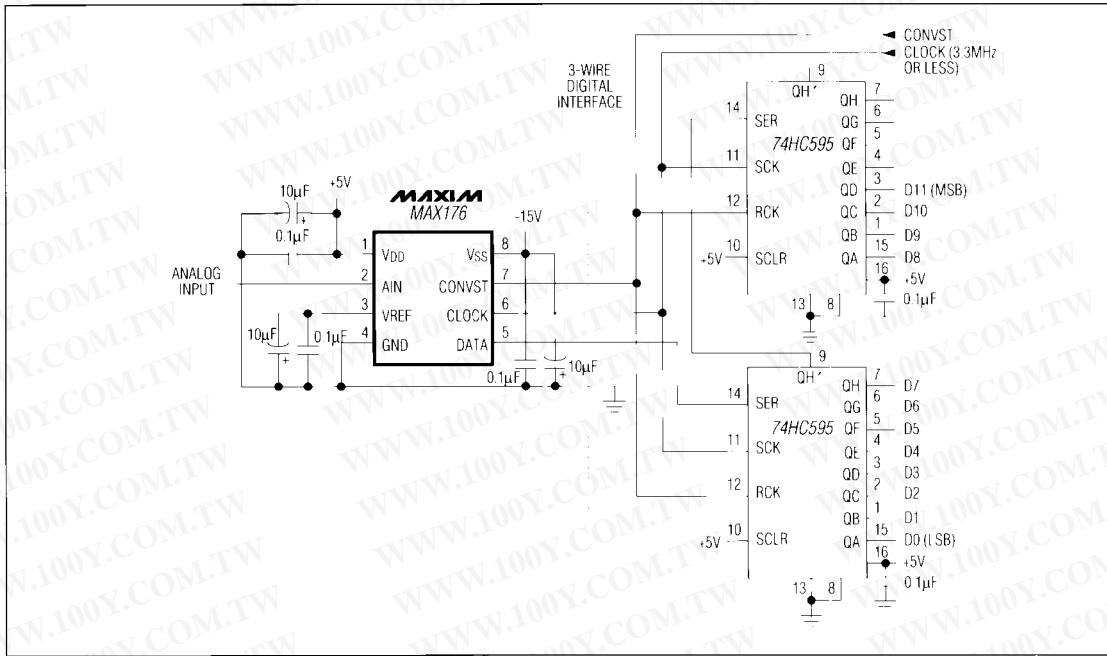 CONVST
CLOCK (3.3MHz
OR LESS)
3-WIRE
DIGITAL
INTERFACE
9
QH'
14
SER
11
SCK
12
RCK
10
+5V
SCLR
74HC595
QH
7
QG
6
QF
5
QE
4
QD
3
D11 (MSB)
QC
2
D10
QB
1
D9
QA
15
D8
16
+5V
0.1µF
13
8
MAXIM
MAX176
10µF
+5V
0.1µF
-15V
ANALOG
INPUT
1
VDD
VSS
8
2
AIN
CONVST
7
3
VREF
CLOCK
6
4
GND
DATA
5
10µF
0.1µF
0.1µF
10µF
9
QH'
14
SER
11
SCK
12
RCK
10
+5V
SCLR
74HC595
QH
7
D7
QG
6
D6
QF
5
D5
QE
4
D4
QD
3
D3
QC
2
D2
QB
1
D1
QA
15
D0 (LSB)
16
+5V
0.1µF
13
8
WWW.100Y.COM.TW